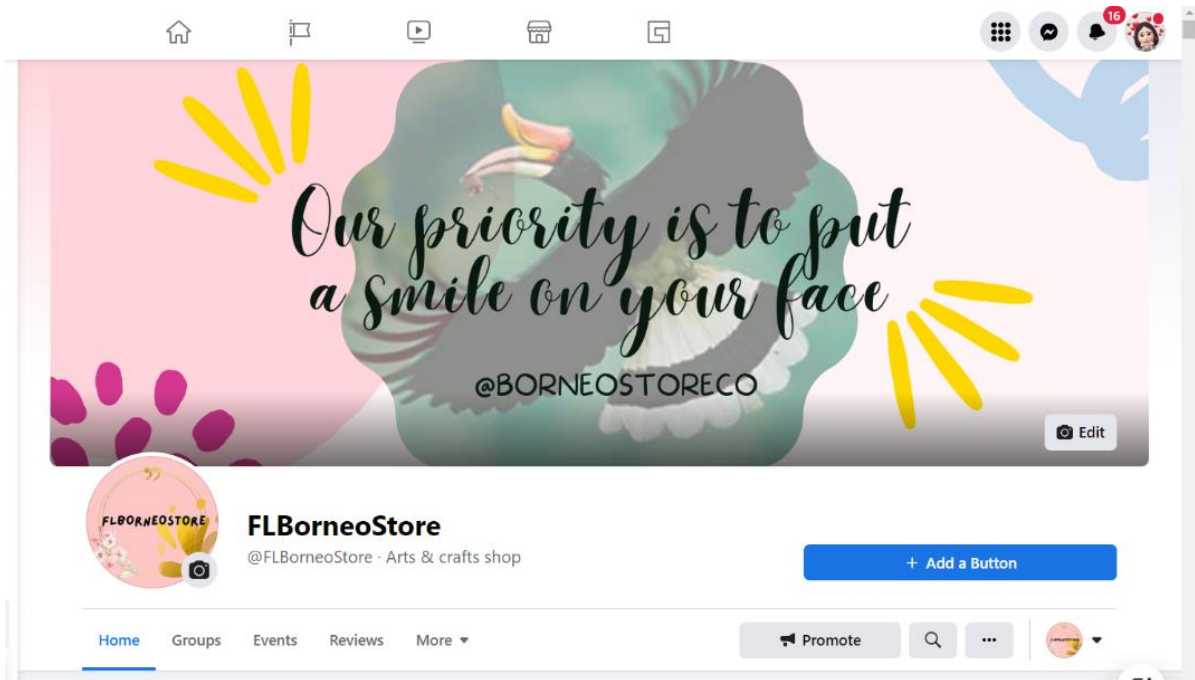 16
Our priority is to put
a smile on your face
@BORNEOSTORECO
Edit
FLBORNEOSTORE
FLBorneoStore
@FLBorneoStore · Arts & crafts shop
+ Add a Button
Home Groups Events Reviews More
Promote